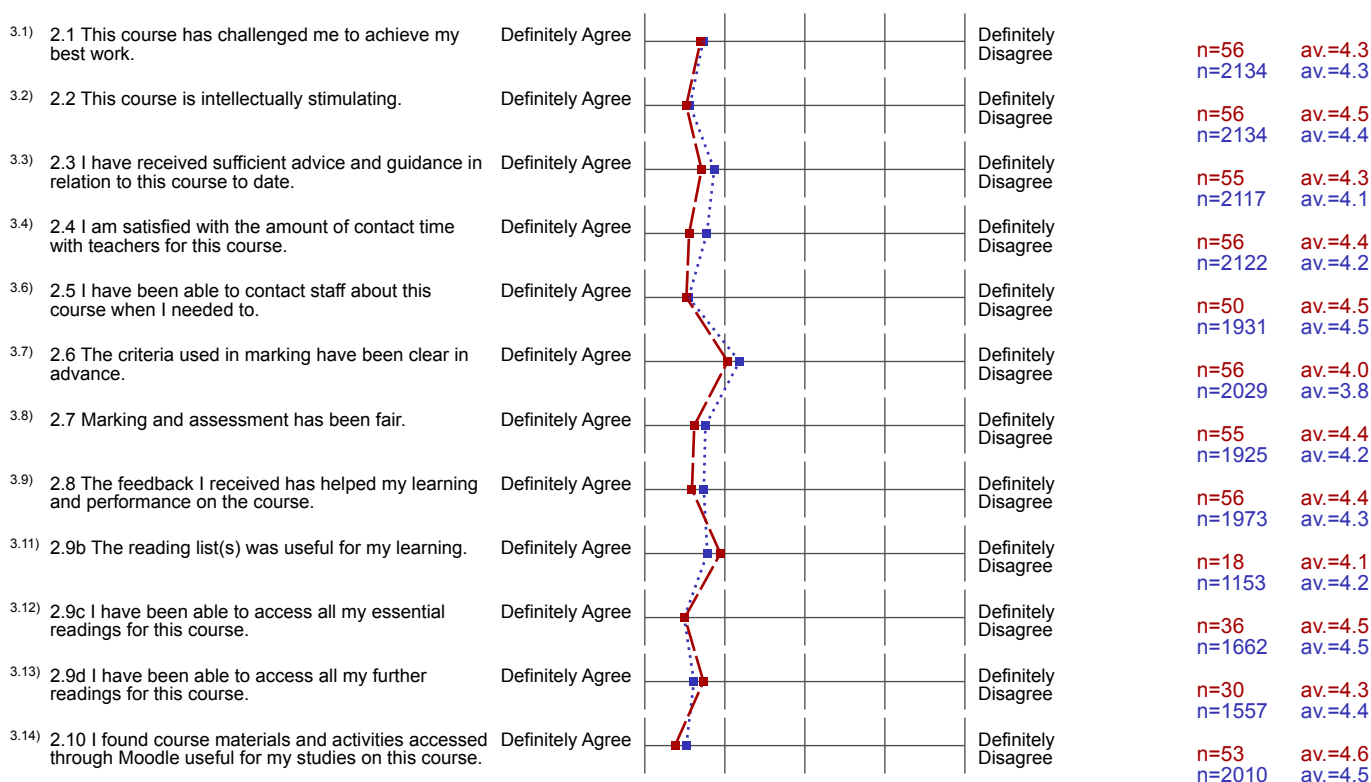 3.1) 2.1 This course has challenged me to achieve my best work. Definitely Agree Definitely Disagree n=56 av.=4.3
n=2134 av.=4.3
3.2) 2.2 This course is intellectually stimulating. Definitely Agree Definitely Disagree n=56 av.=4.5
n=2134 av.=4.4
3.3) 2.3 I have received sufficient advice and guidance in relation to this course to date. Definitely Agree Definitely Disagree n=55 av.=4.3
n=2117 av.=4.1
3.4) 2.4 I am satisfied with the amount of contact time with teachers for this course. Definitely Agree Definitely Disagree n=56 av.=4.4
n=2122 av.=4.2
3.6) 2.5 I have been able to contact staff about this course when I needed to. Definitely Agree Definitely Disagree n=50 av.=4.5
n=1931 av.=4.5
3.7) 2.6 The criteria used in marking have been clear in advance. Definitely Agree Definitely Disagree n=56 av.=4.0
n=2029 av.=3.8
3.8) 2.7 Marking and assessment has been fair. Definitely Agree Definitely Disagree n=55 av.=4.4
n=1925 av.=4.2
3.9) 2.8 The feedback I received has helped my learning and performance on the course. Definitely Agree Definitely Disagree n=56 av.=4.4
n=1973 av.=4.3
3.11) 2.9b The reading list(s) was useful for my learning. Definitely Agree Definitely Disagree n=18 av.=4.1
n=1153 av.=4.2
3.12) 2.9c I have been able to access all my essential readings for this course. Definitely Agree Definitely Disagree n=36 av.=4.5
n=1662 av.=4.5
3.13) 2.9d I have been able to access all my further readings for this course. Definitely Agree Definitely Disagree n=30 av.=4.3
n=1557 av.=4.4
3.14) 2.10 I found course materials and activities accessed through Moodle useful for my studies on this course. Definitely Agree Definitely Disagree n=53 av.=4.6
n=2010 av.=4.5